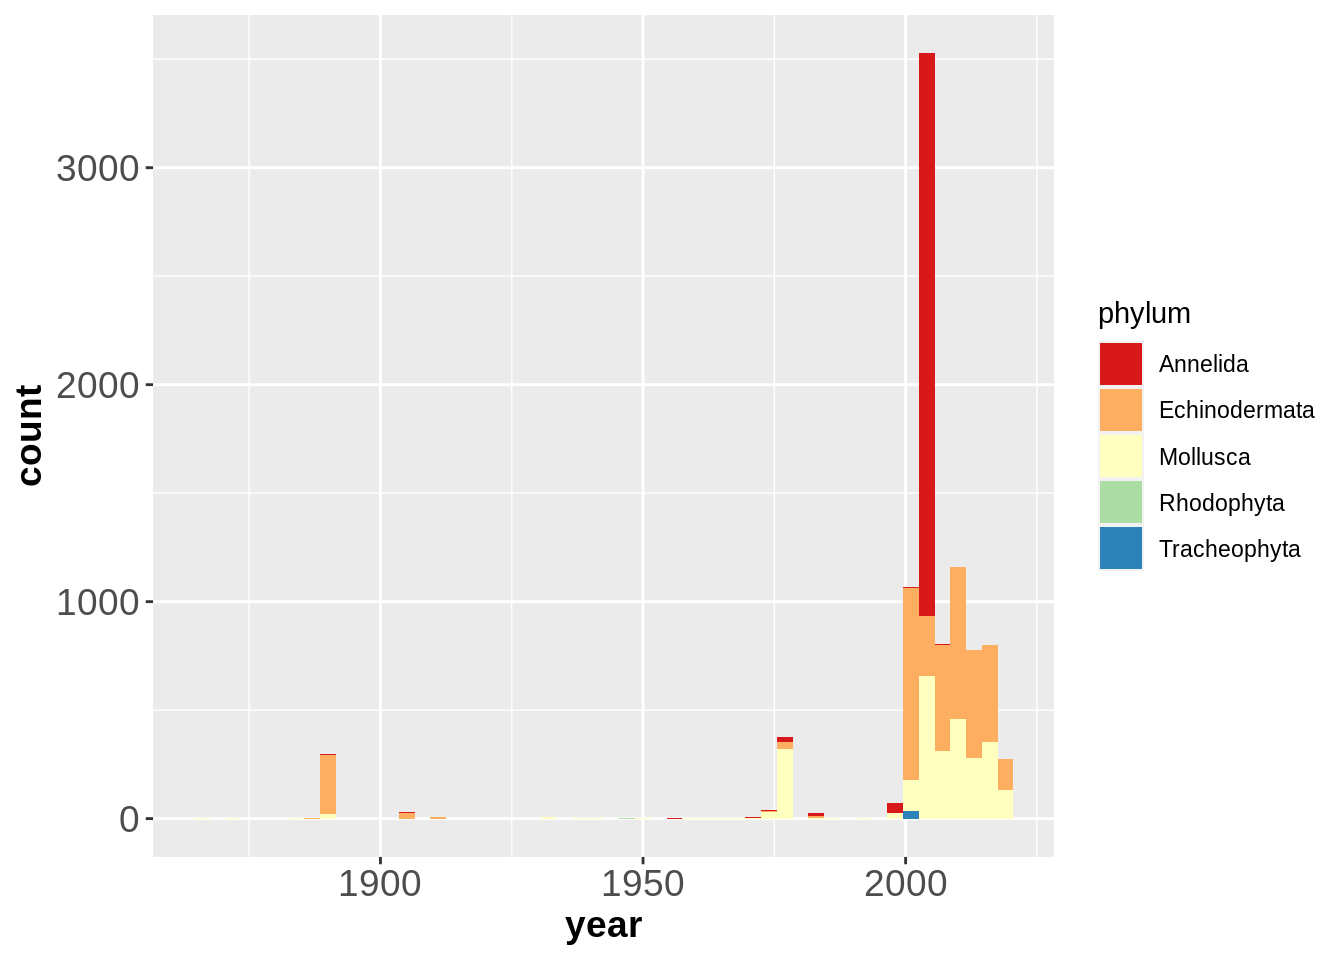 3000
2000
1000
0
count
1900
1950
2000
year
phylum
Annelida
Echinodermata
Mollusca
Rhodophyta
Tracheophyta